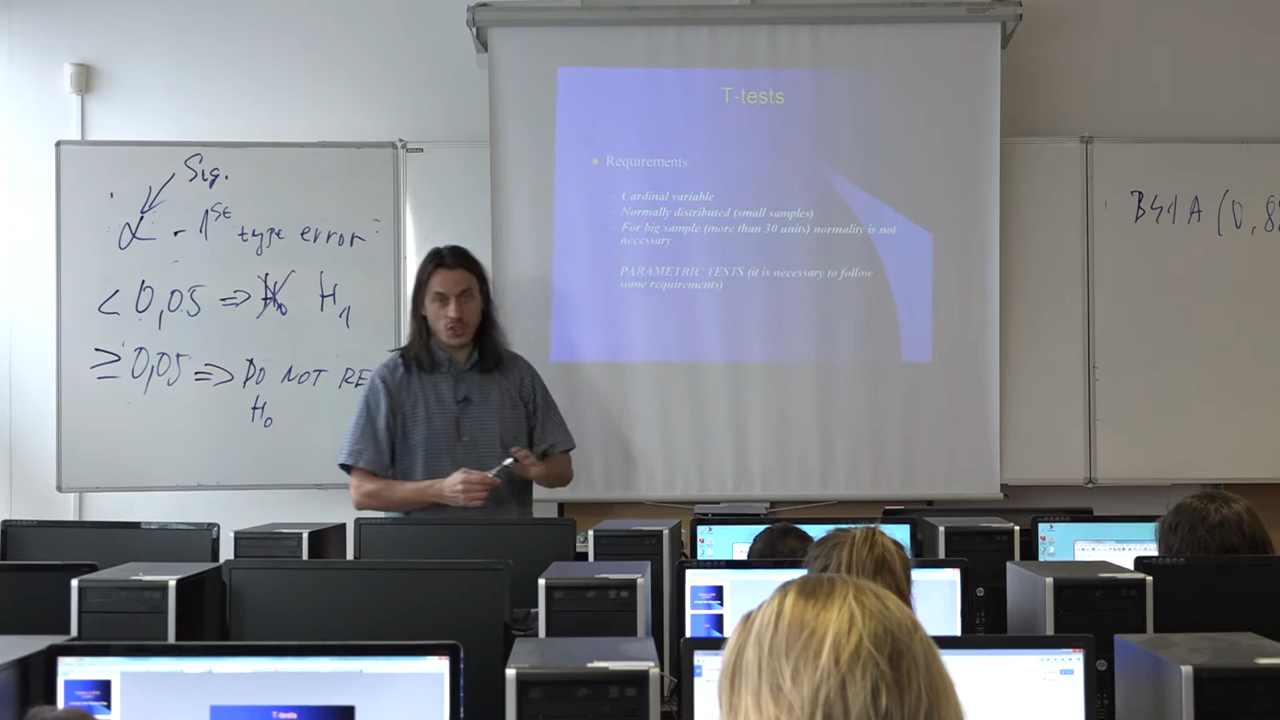 Sig.
α - 1st type error
< 0,05 ⇒ H0 H1
≥ 0,05 ⇒ DO NOT RE
H0
T-tests
• Requirements:
– Cardinal variable
– Normally distributed (small samples)
– For big sample (more than 30 units) normality is not
necessary
PARAMETRIC TESTS (it is necessary to follow
some requirements)
(0,8
T-tests